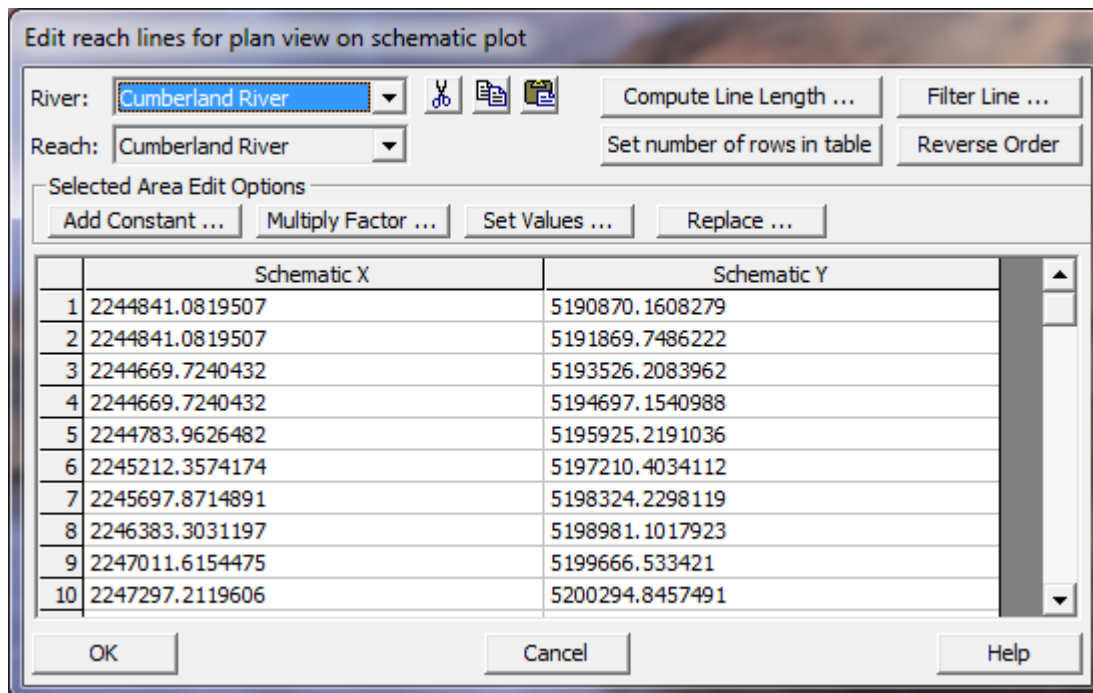 Edit reach lines for plan view on schematic plot
River: Cumberland River Compute Line Length ... Filter Line ...
Reach: Cumberland River Set number of rows in table Reverse Order
Selected Area Edit Options
Add Constant ... Multiply Factor ... Set Values ... Replace ...
Schematic X Schematic Y
1 2244841.0819507 5190870.1608279
2 2244841.0819507 5191869.7486222
3 2244669.7240432 5193526.2083962
4 2244669.7240432 5194697.1540988
5 2244783.9626482 5195925.2191036
6 2245212.3574174 5197210.4034112
7 2245697.8714891 5198324.2298119
8 2246383.3031197 5198981.1017923
9 2247011.6154475 5199666.533421
10 2247297.2119606 5200294.8457491
OK Cancel Help